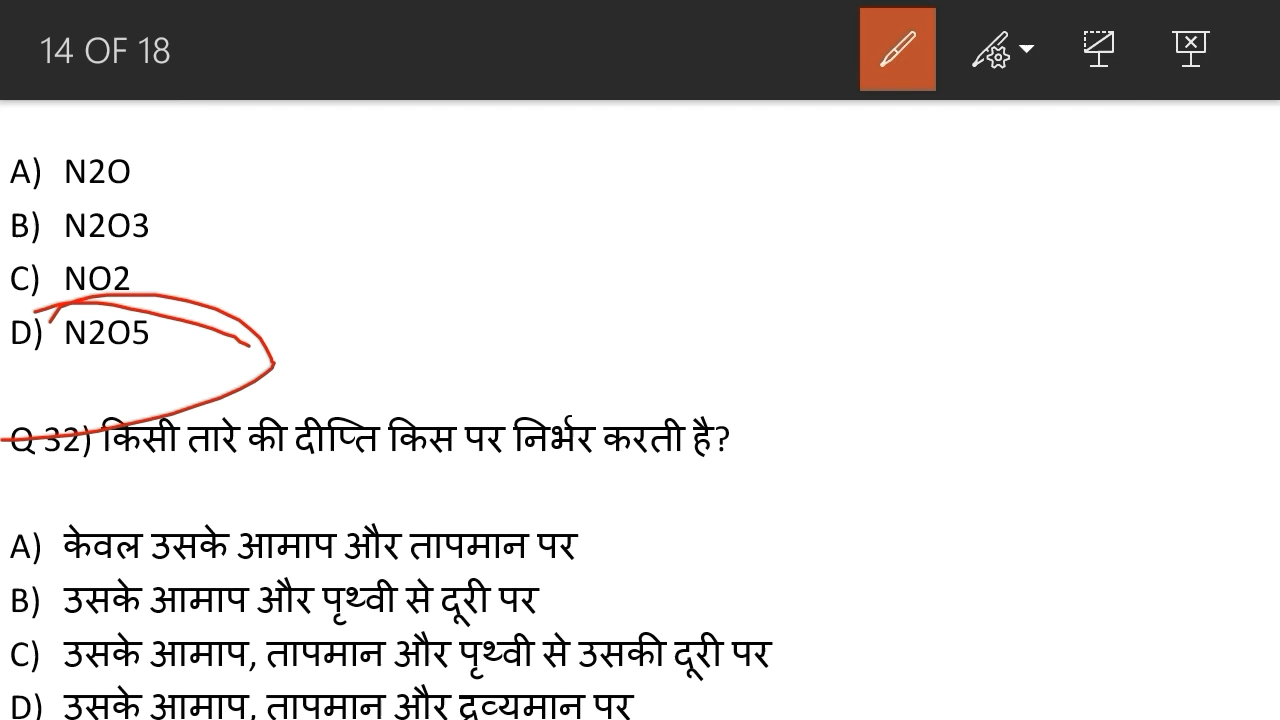 14 OF 18
A) N2O
B) N2O3
C) NO2
D) N2O5
Q 32) किसी तारे की दीप्ति किस पर निर्भर करती है?
A) केवल उसके आमाप और तापमान पर
B) उसके आमाप और पृथ्वी से दूरी पर
C) उसके आमाप, तापमान और पृथ्वी से उसकी दूरी पर
D) उसके आमाप, तापमान और द्रव्यमान पर